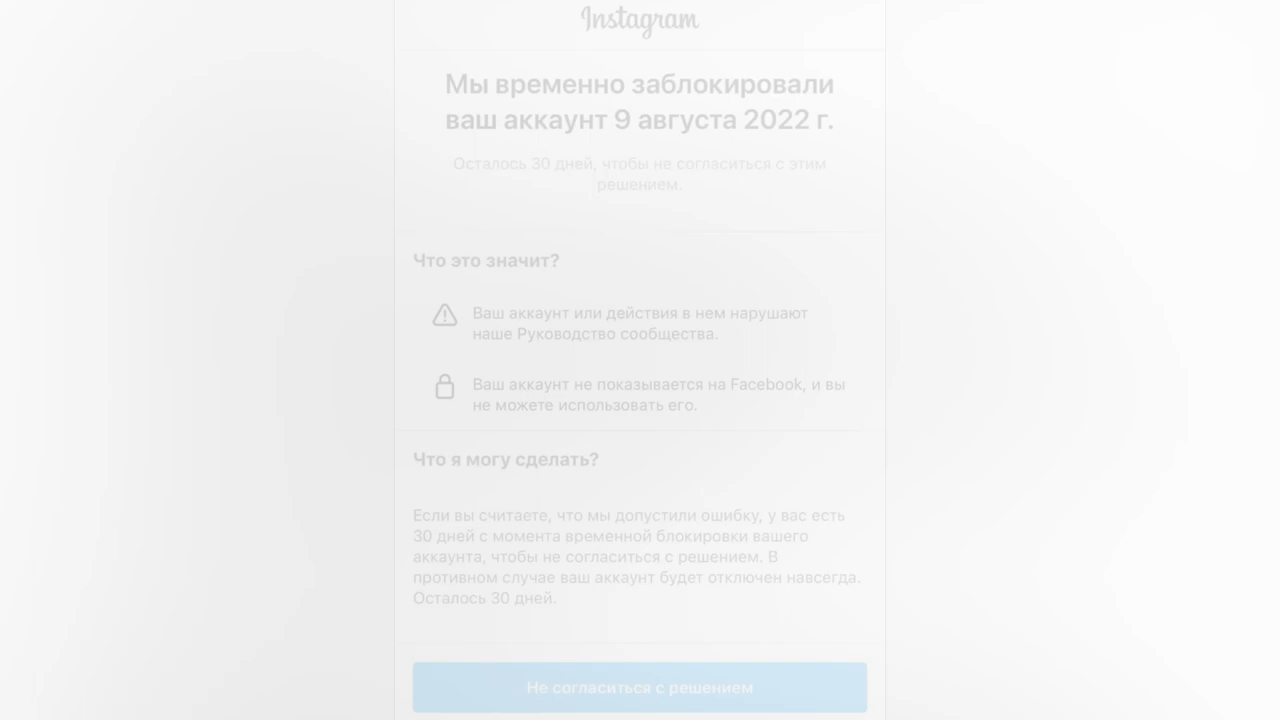 Instagram
Мы временно заблокировали
ваш аккаунт 9 августа 2022 г.
Осталось 30 дней, чтобы не согласиться с этим
решением.
Что это значит?
Ваш аккаунт или действия в нем нарушают
наше Руководство сообщества.
Ваш аккаунт не показывается на Facebook, и вы
не можете использовать его.
Что я могу сделать?
Если вы считаете, что мы допустили ошибку, у вас есть
30 дней с момента временной блокировки вашего
аккаунта, чтобы не согласиться с решением. В
противном случае ваш аккаунт будет отключен навсегда.
Осталось 30 дней.
Не согласиться с решением